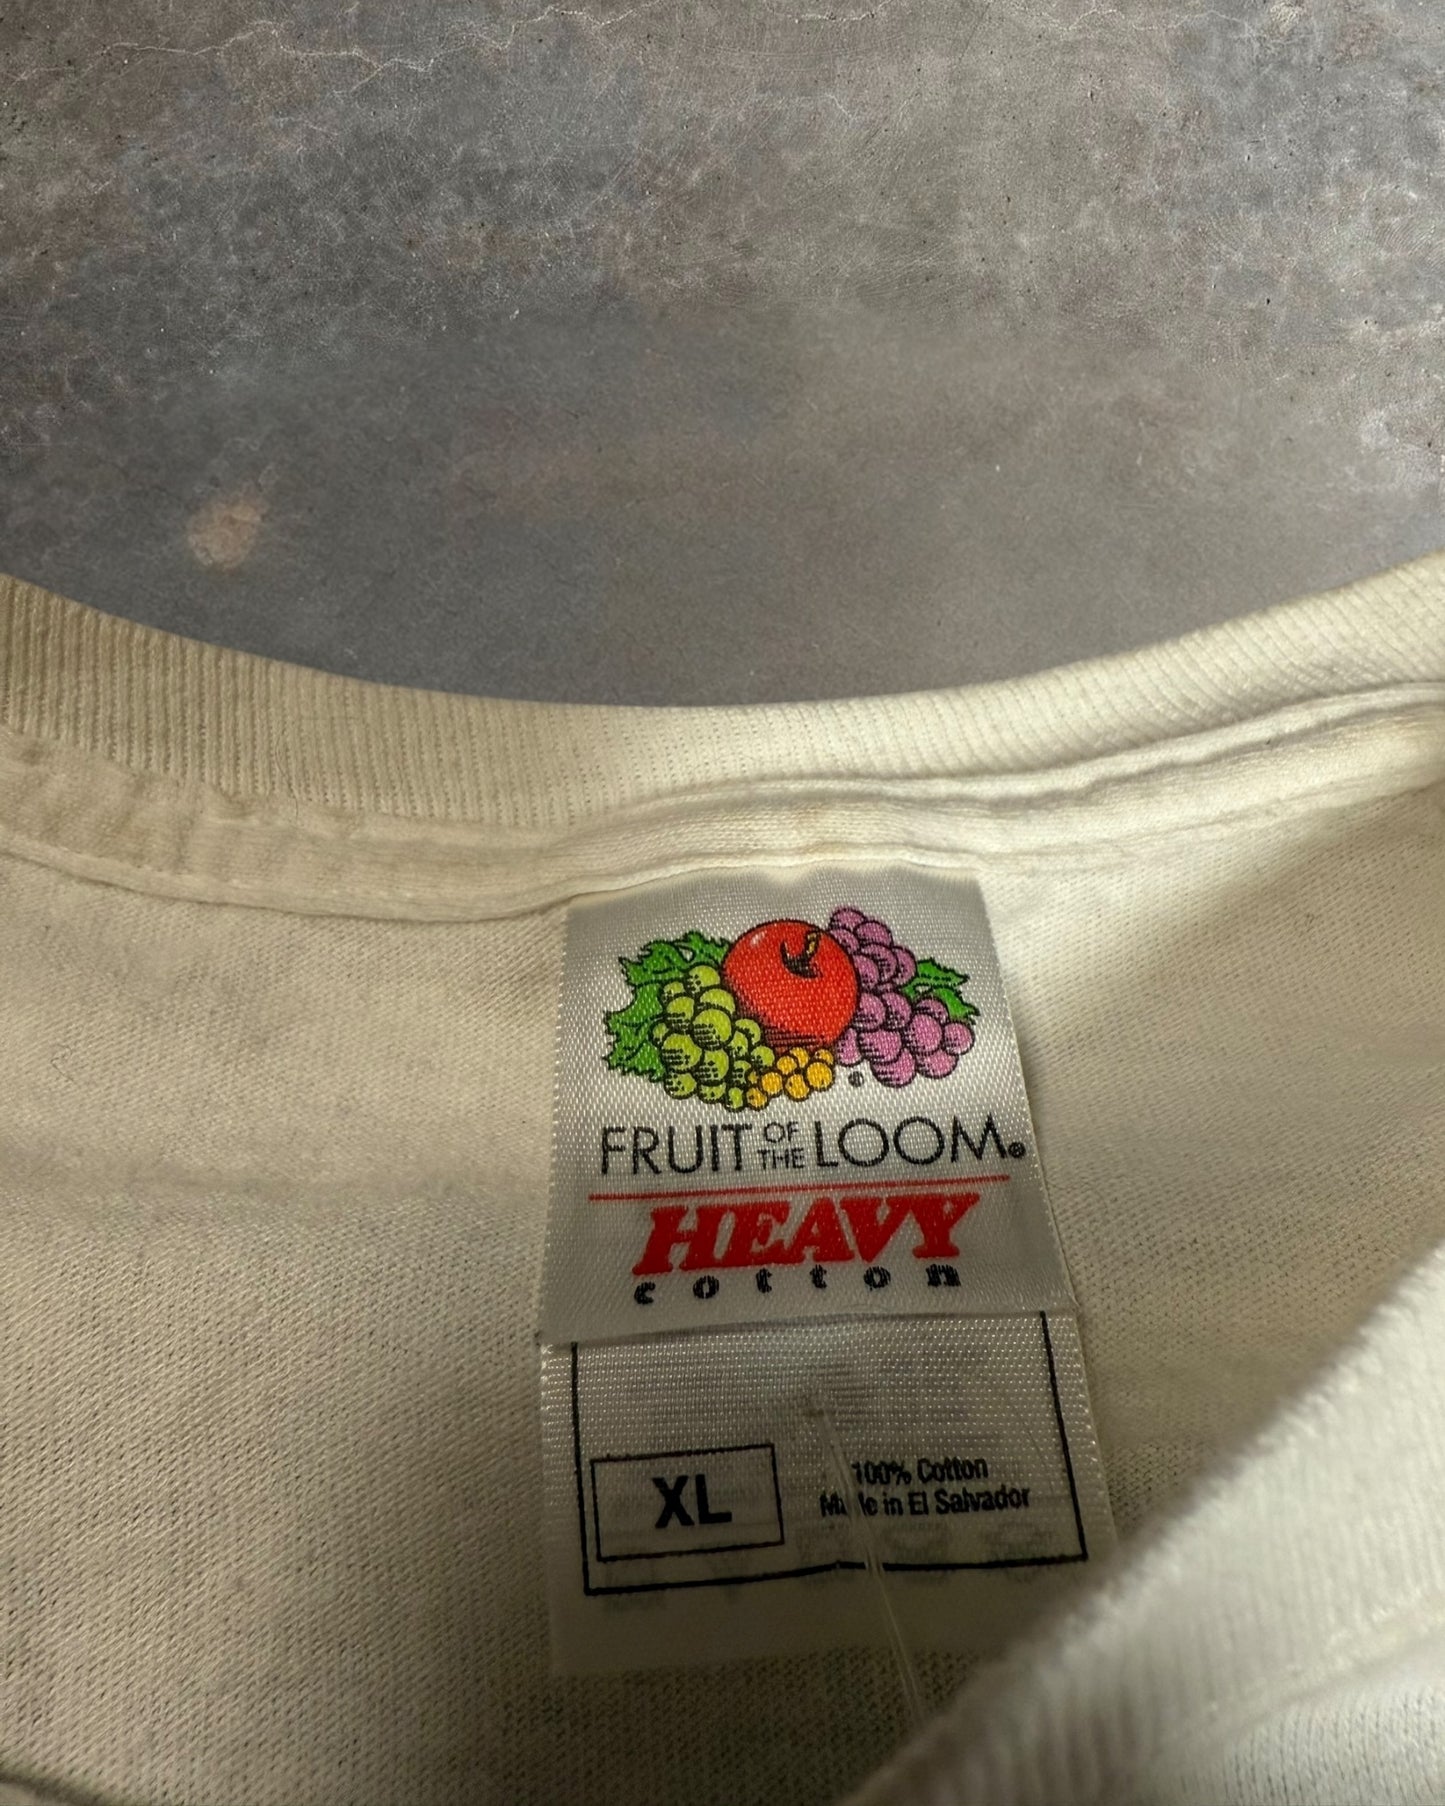 FRUIT OF THE LOOM®
HEAVY
cotton
XL
100% Cotton
Made in El Salvador